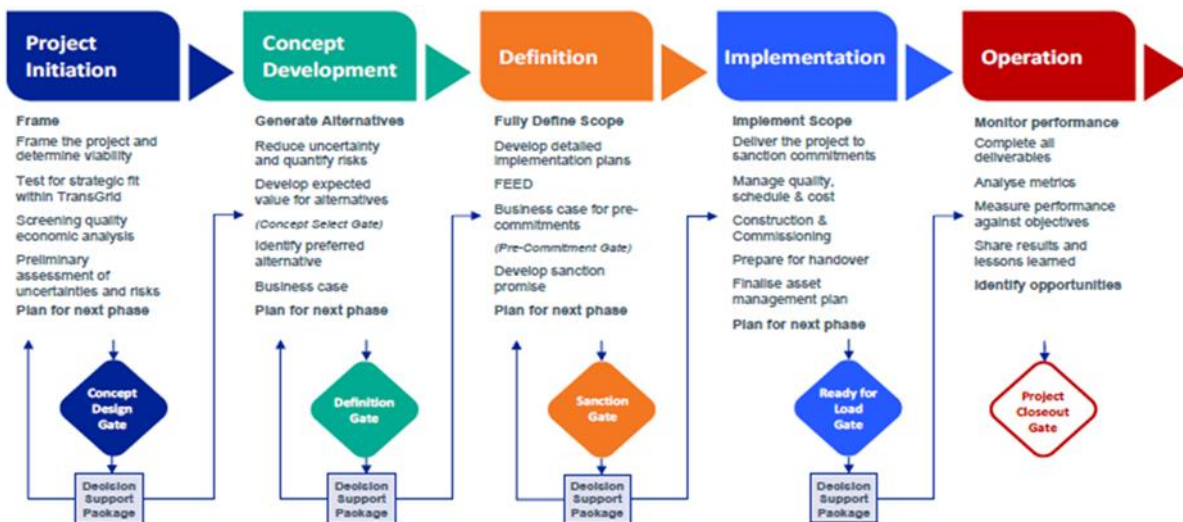 Project
Initiation
Concept
Development
Definition
Implementation
Operation
Frame
Frame the project and
determine viability
Test for strategic fit
within TransGrid
Screening quality
economic analysis
Preliminary
assessment of
uncertainties and risks
Plan for next phase
Generate Alternatives
Reduce uncertainty
and quantify risks
Develop expected
value for alternatives
(Concept Select Gate)
Identify preferred
alternative
Business case
Plan for next phase
Fully Define Scope
Develop detailed
implementation plans
FEED
Business case for pre-
commitments
(Pre-Commitment Gate)
Develop sanction
promise
Plan for next phase
Implement Scope
Deliver the project to
sanction commitments
Manage quality,
schedule & cost
Construction &
Commissioning
Prepare for handover
Finalise asset
management plan
Plan for next phase
Monitor performance
Complete all
deliverables
Analyse metrics
Measure performance
against objectives
Share results and
lessons learned
Identify opportunities
Concept
Design
Gate
Definition
Gate
Sanction
Gate
Ready for
Load
Gate
Project
Closeout
Gate
Decision
Support
Package
Decision
Support
Package
Decision
Support
Package
Decision
Support
Package